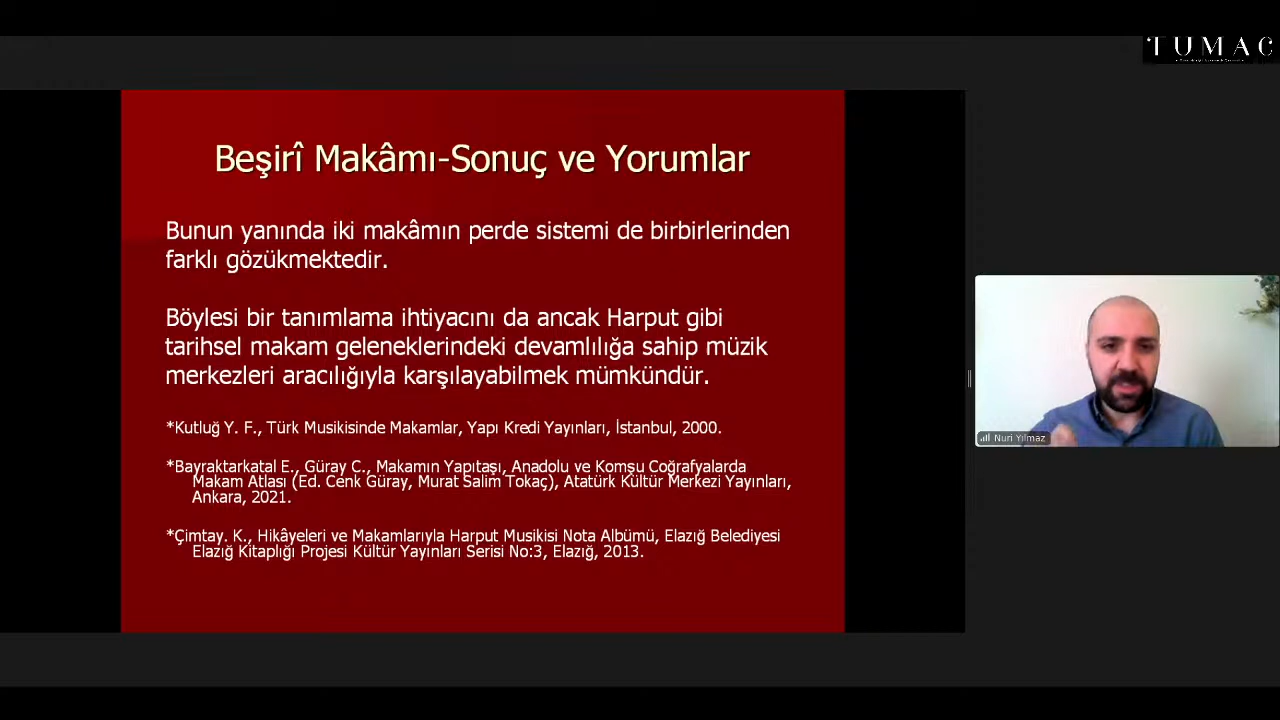 TUMAC
Beşirî Makâmı-Sonuç ve Yorumlar
Bunun yanında iki makâmın perde sistemi de birbirlerinden
farklı gözükmektedir.
Böylesi bir tanımlama ihtiyacını da ancak Harput gibi
tarihsel makam geleneklerindeki devamlılığa sahip müzik
merkezleri aracılığıyla karşılayabilmek mümkündür.
*Kutluğ Y. F., Türk Musikisinde Makamlar, Yapı Kredi Yayınları, İstanbul, 2000.
*Bayraktarkatal E., Güray C., Makamın Yapıtaşı, Anadolu ve Komşu Coğrafyalarda
Makam Atlası (Ed. Cenk Güray, Murat Salim Tokaç), Atatürk Kültür Merkezi Yayınları,
Ankara, 2021.
*Çimtay. K., Hikâyeleri ve Makamlarıyla Harput Musikisi Nota Albümü, Elazığ Belediyesi
Elazığ Kitaplığı Projesi Kültür Yayınları Serisi No:3, Elazığ, 2013.
Nuri Yılmaz